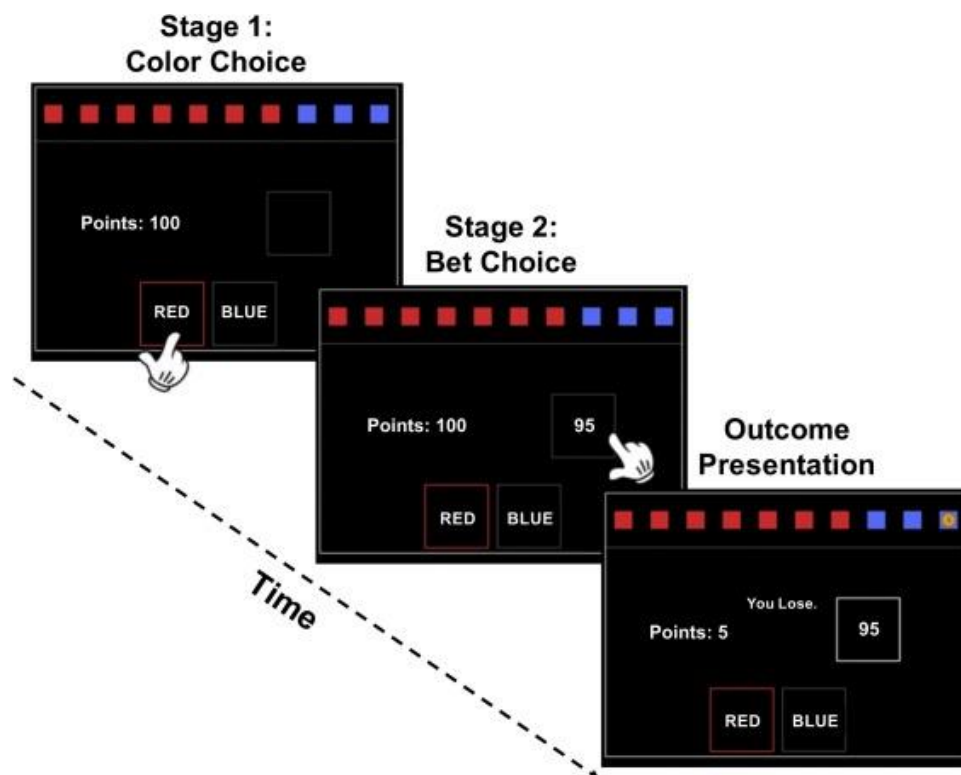 Stage 1:
Color Choice
Points: 100
RED BLUE
Stage 2:
Bet Choice
Points: 100 95
RED BLUE
Outcome
Presentation
You Lose.
Points: 5 95
RED BLUE
Time